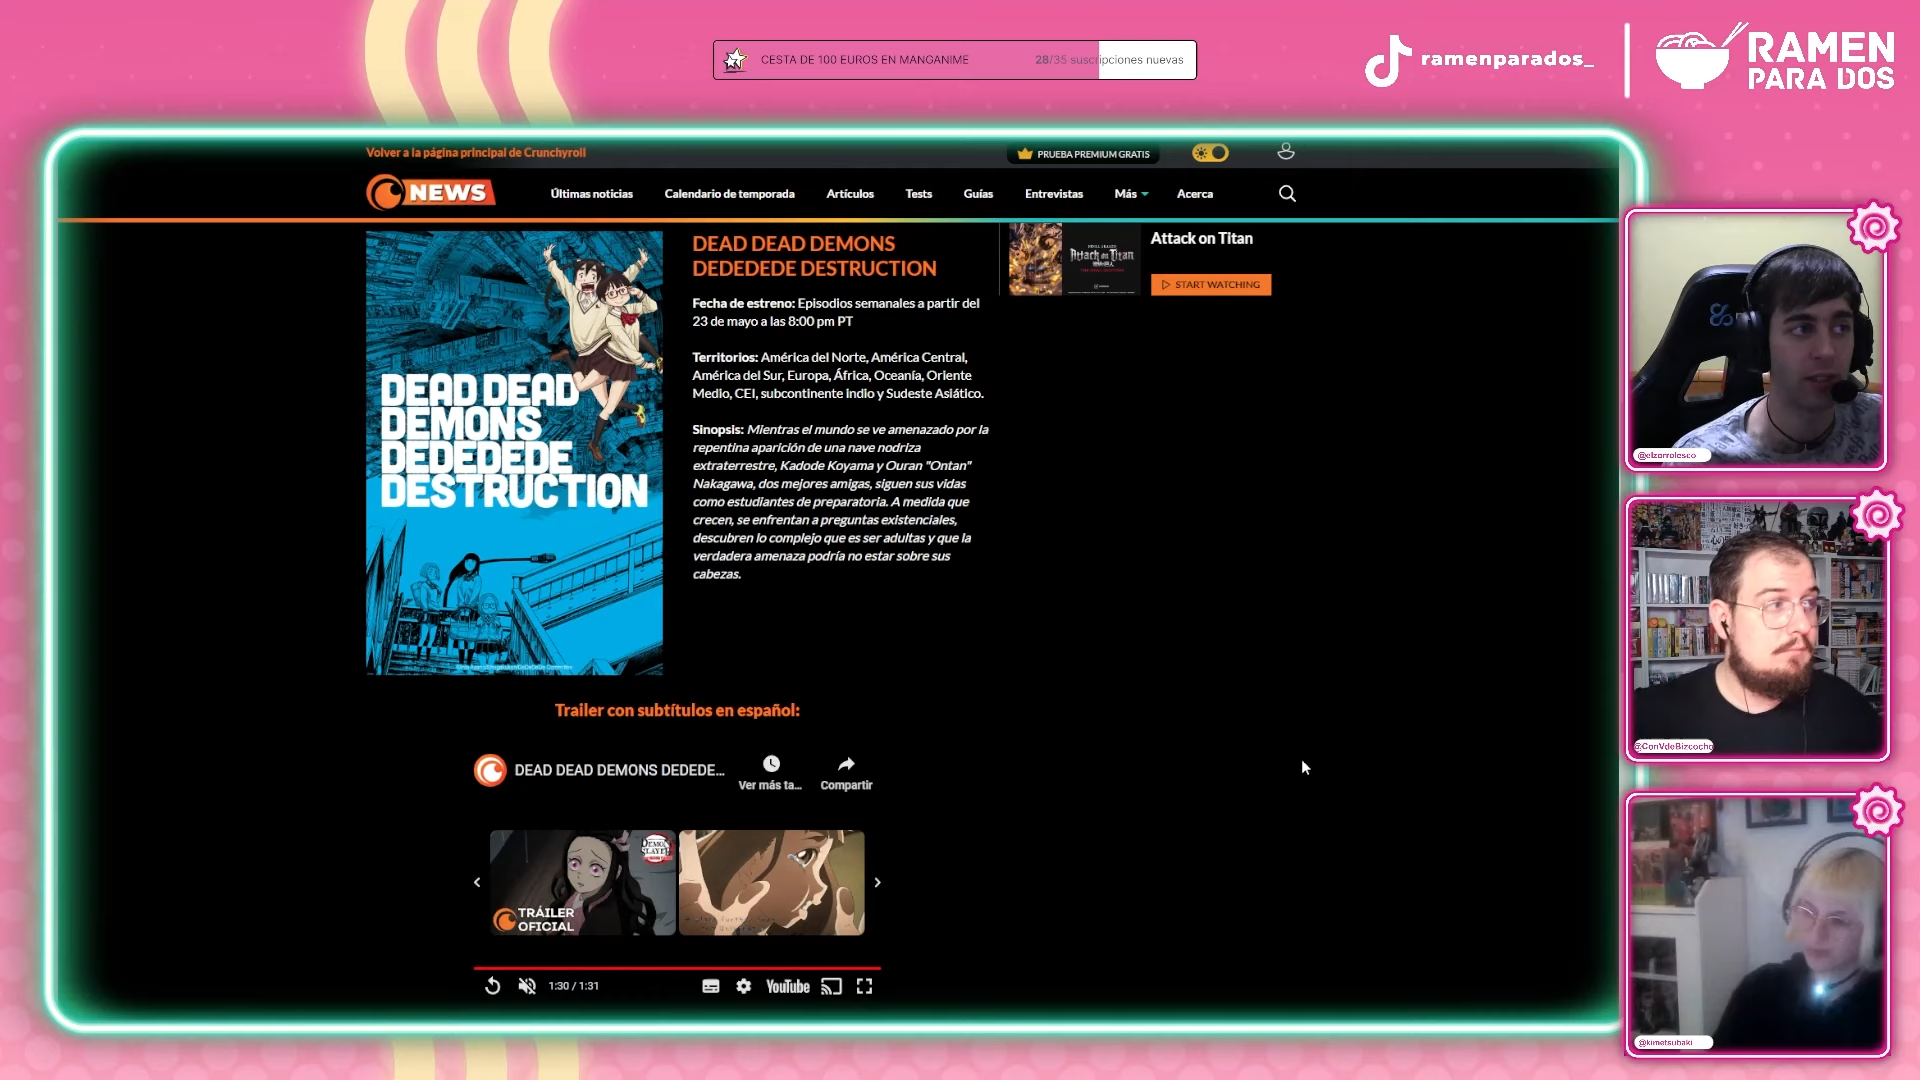 CESTA DE 100 EUROS EN MANGANIME
28/35 suscripciones nuevas
ramenparados_
RAMEN
PARA DOS
Volver a la página principal de Crunchyroll
PRUEBA PREMIUM GRATIS
NEWS
Últimas noticias
Calendario de temporada
Artículos
Tests
Guías
Entrevistas
Más
Acerca
DEAD DEAD
DEMONS
DEDEDEDE
DESTRUCTION
DEAD DEAD DEMONS
DEDEDEDE DESTRUCTION
Fecha de estreno: Episodios semanales a partir del
23 de mayo a las 8:00 pm PT
Territorios: América del Norte, América Central,
América del Sur, Europa, África, Oceanía, Oriente
Medio, CEI, subcontinente indio y Sudeste Asiático.
Sinopsis: Mientras el mundo se ve amenazado por la
repentina aparición de una nave nodriza
extraterrestre, Kadode Koyama y Ouran "Ontan"
Nakagawa, dos mejores amigas, siguen sus vidas
como estudiantes de preparatoria. A medida que
crecen, se enfrentan a preguntas existenciales,
descubren lo complejo que es ser adultas y que la
verdadera amenaza podría no estar sobre sus
cabezas.
Attack on Titan
Attack on Titan
START WATCHING
Trailer con subtítulos en español:
DEAD DEAD DEMONS DEDEDE...
Ver más ta...
Compartir
DEMON
SLAYER
TRÁILER
OFICIAL
1:30 / 1:31
YouTube
@elzorrolesco
@ConVdeBizcocho
@kimetsubaki